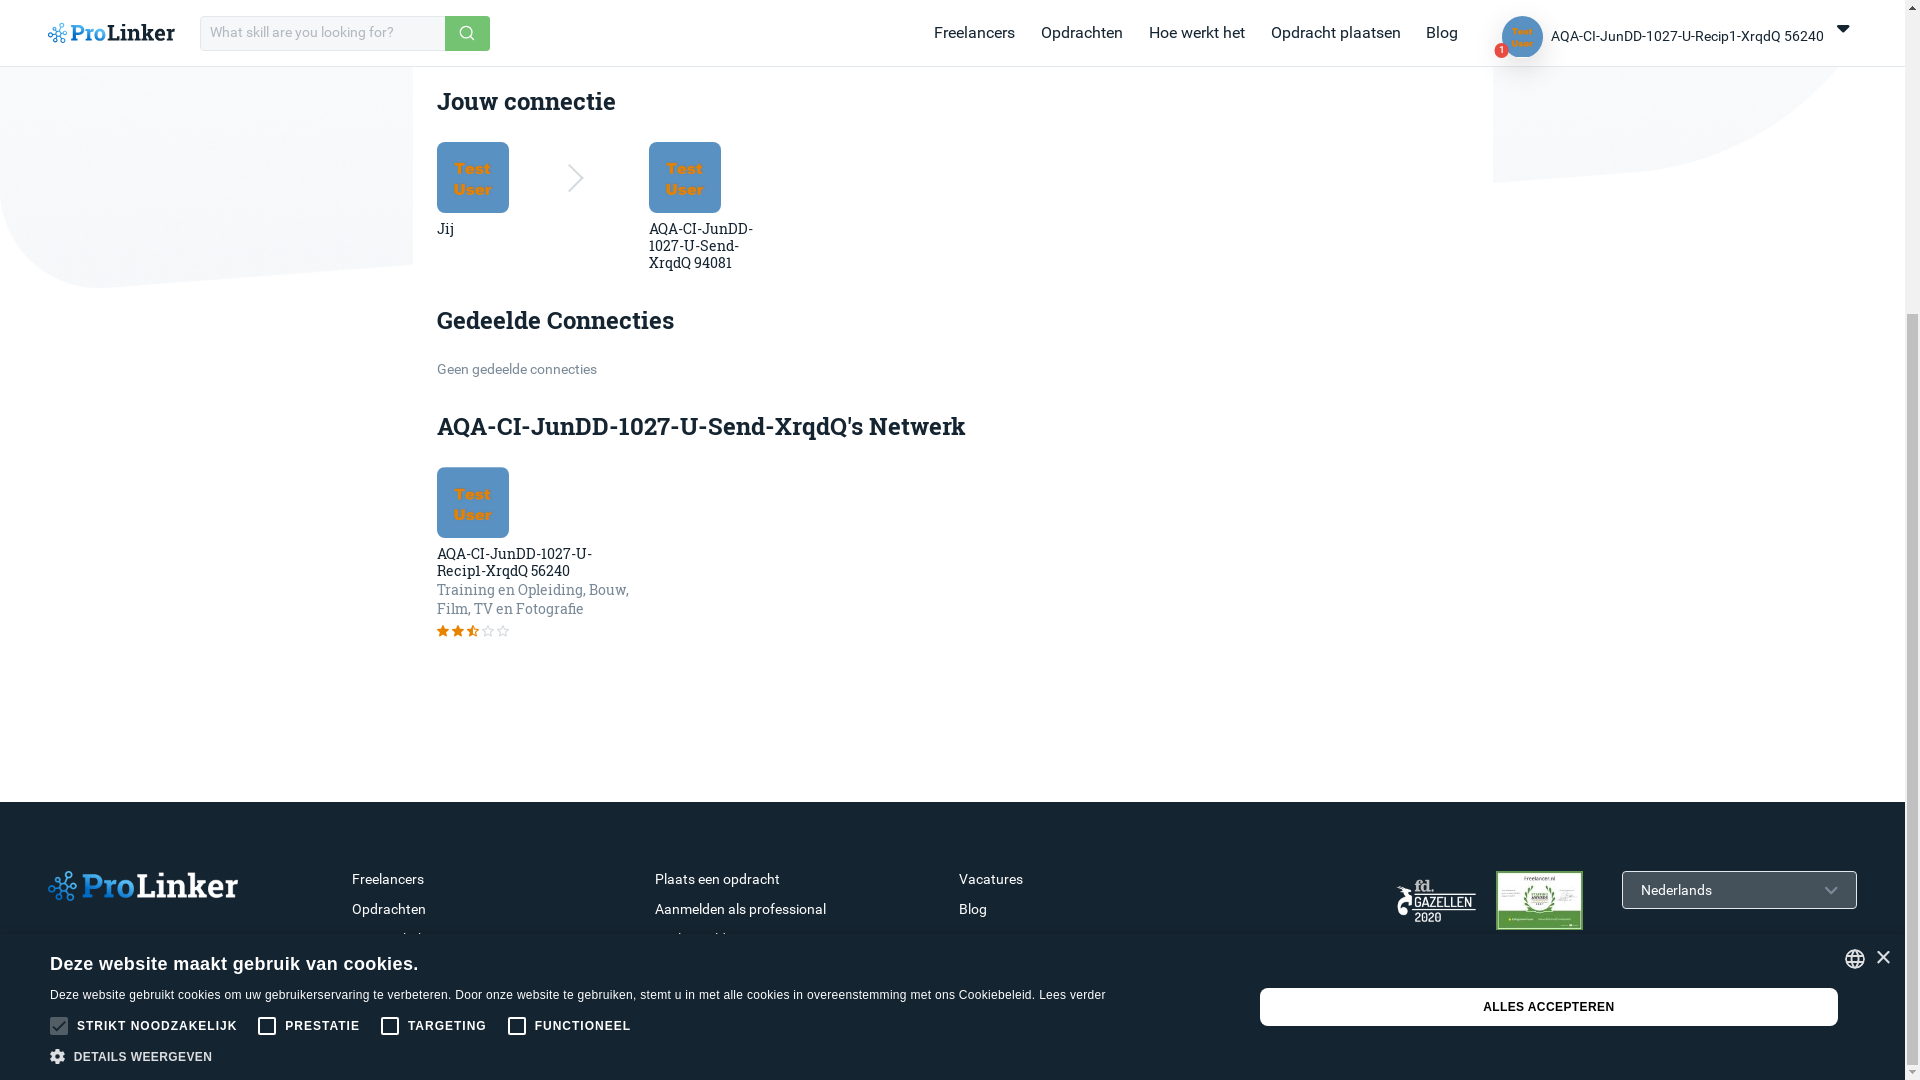 ProLinker
What skill are you looking for?
Freelancers
Opdrachten
Hoe werkt het
Opdracht plaatsen
Blog
Test
User
1
AQA-CI-JunDD-1027-U-Recip1-XrqdQ 56240
Jouw connectie
Test
User
Test
User
Jij
AQA-CI-JunDD-
1027-U-Send-
XrqdQ 94081
Gedeelde Connecties
Geen gedeelde connecties
AQA-CI-JunDD-1027-U-Send-XrqdQ's Netwerk
Test
User
AQA-CI-JunDD-1027-U-
Recip1-XrqdQ 56240
Training en Opleiding, Bouw,
Film, TV en Fotografie
ProLinker
Freelancers
Opdrachten
Plaats een opdracht
Aanmelden als professional
Vacatures
Blog
fd.
GAZELLEN
2020
Freelancer.nl
Nederlands
Deze website maakt gebruik van cookies.
Deze website gebruikt cookies om uw gebruikerservaring te verbeteren. Door onze website te gebruiken, stemt u in met alle cookies in overeenstemming met ons Cookiebeleid. Lees verder
STRIKT NOODZAKELIJK
PRESTATIE
TARGETING
FUNCTIONEEL
DETAILS WEERGEVEN
ALLES ACCEPTEREN